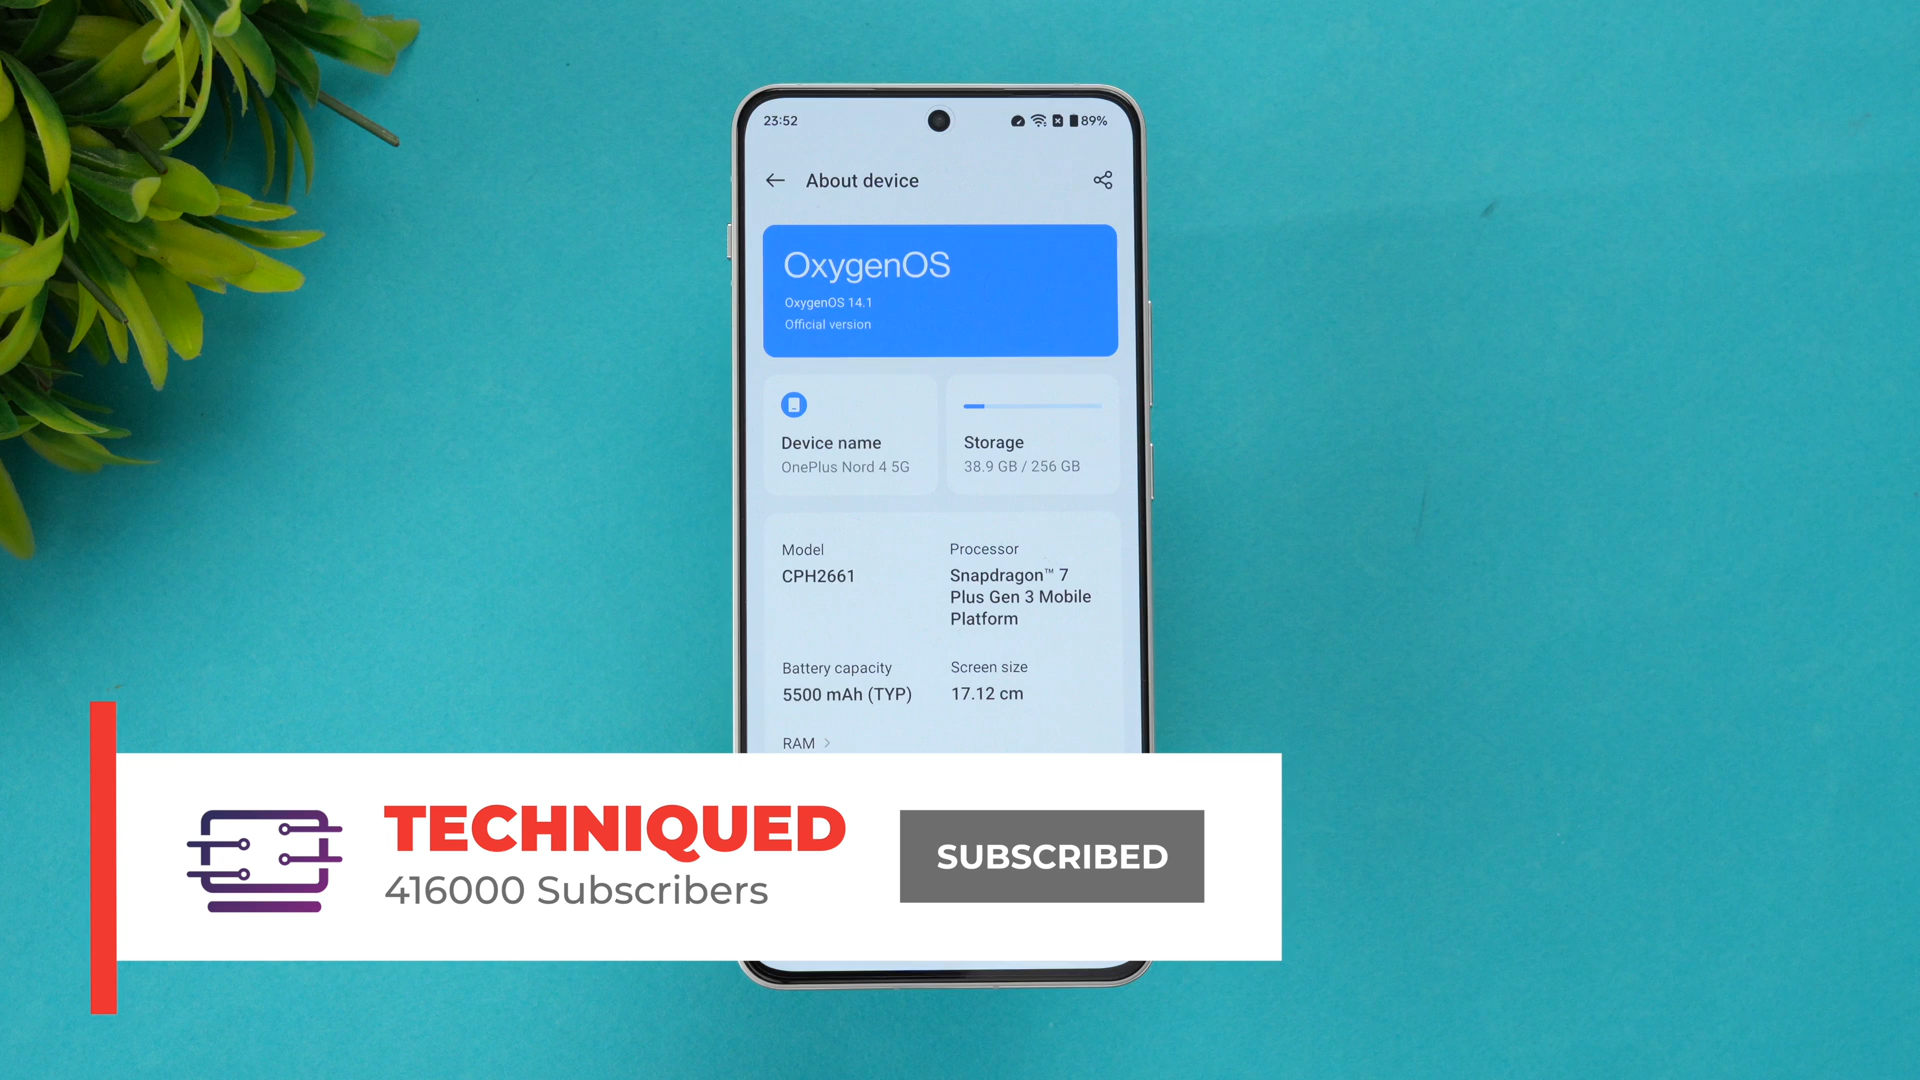 23:52
89%
About device
OxygenOS
OxygenOS 14.1
Official version
Device name
OnePlus Nord 4 5G
Storage
38.9 GB / 256 GB
Model
CPH2661
Processor
Snapdragon™ 7
Plus Gen 3 Mobile
Platform
Battery capacity
5500 mAh (TYP)
Screen size
17.12 cm
RAM
TECHNIQUED
416000 Subscribers
SUBSCRIBED